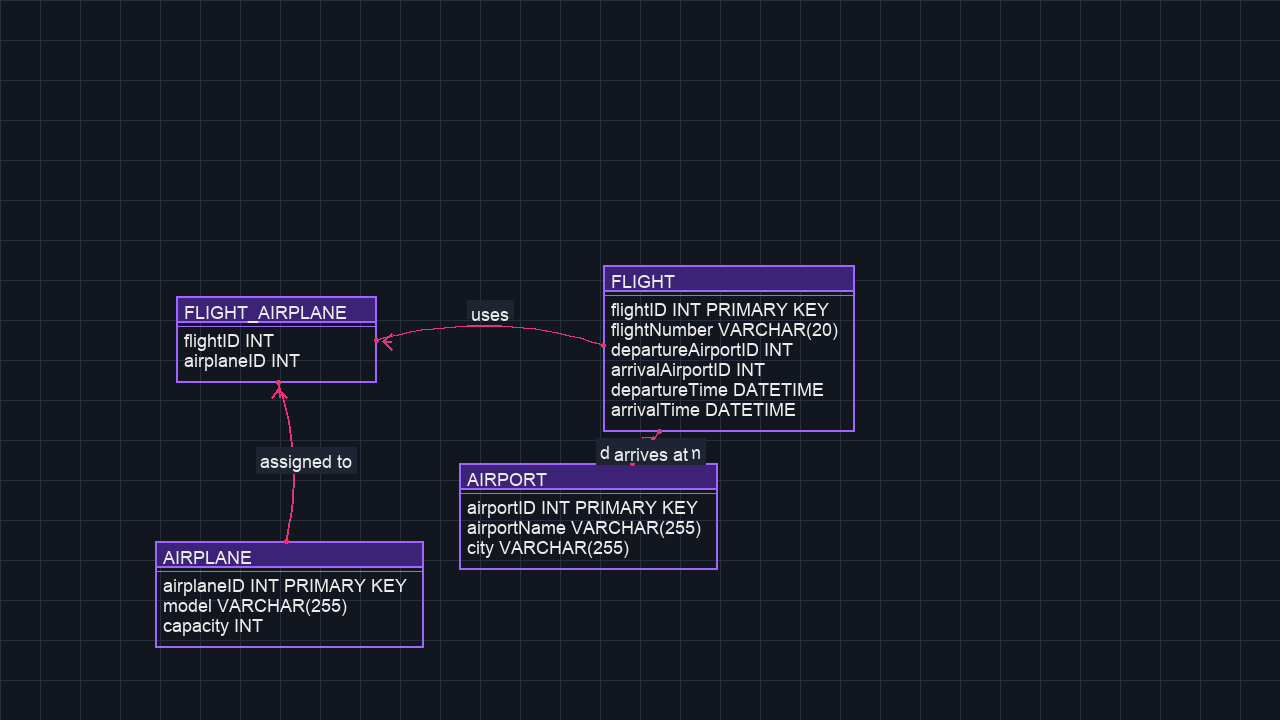 FLIGHT
flightID INT PRIMARY KEY
flightNumber VARCHAR(20)
departureAirportID INT
arrivalAirportID INT
departureTime DATETIME
arrivalTime DATETIME
FLIGHT_AIRPLANE
flightID INT
airplaneID INT
uses
assigned to
arrives at
AIRPORT
airportID INT PRIMARY KEY
airportName VARCHAR(255)
city VARCHAR(255)
AIRPLANE
airplaneID INT PRIMARY KEY
model VARCHAR(255)
capacity INT